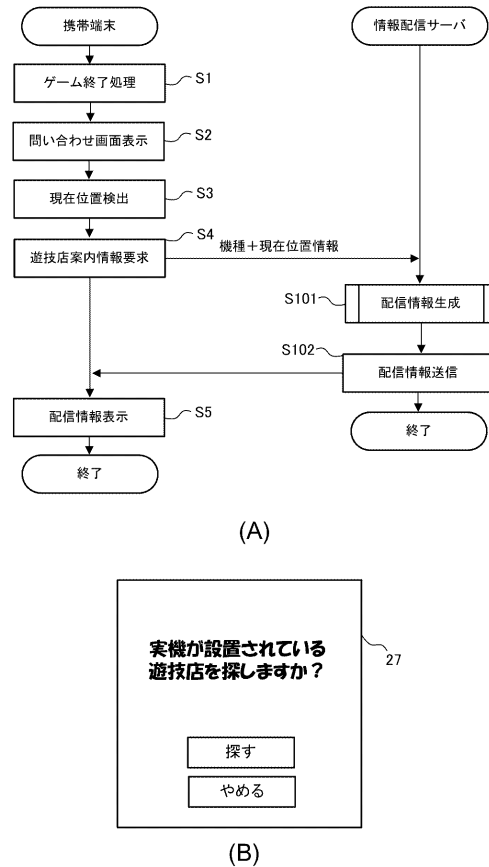 携帯端末
情報配信サーバ
ゲーム終了処理
S1
問い合わせ画面表示
S2
現在位置検出
S3
遊技店案内情報要求
S4
機種+現在位置情報
S101
配信情報生成
S102
配信情報送信
配信情報表示
S5
終了
終了
(A)
実機が設置されている
遊技店を探しますか?
27
探す
やめる
(B)